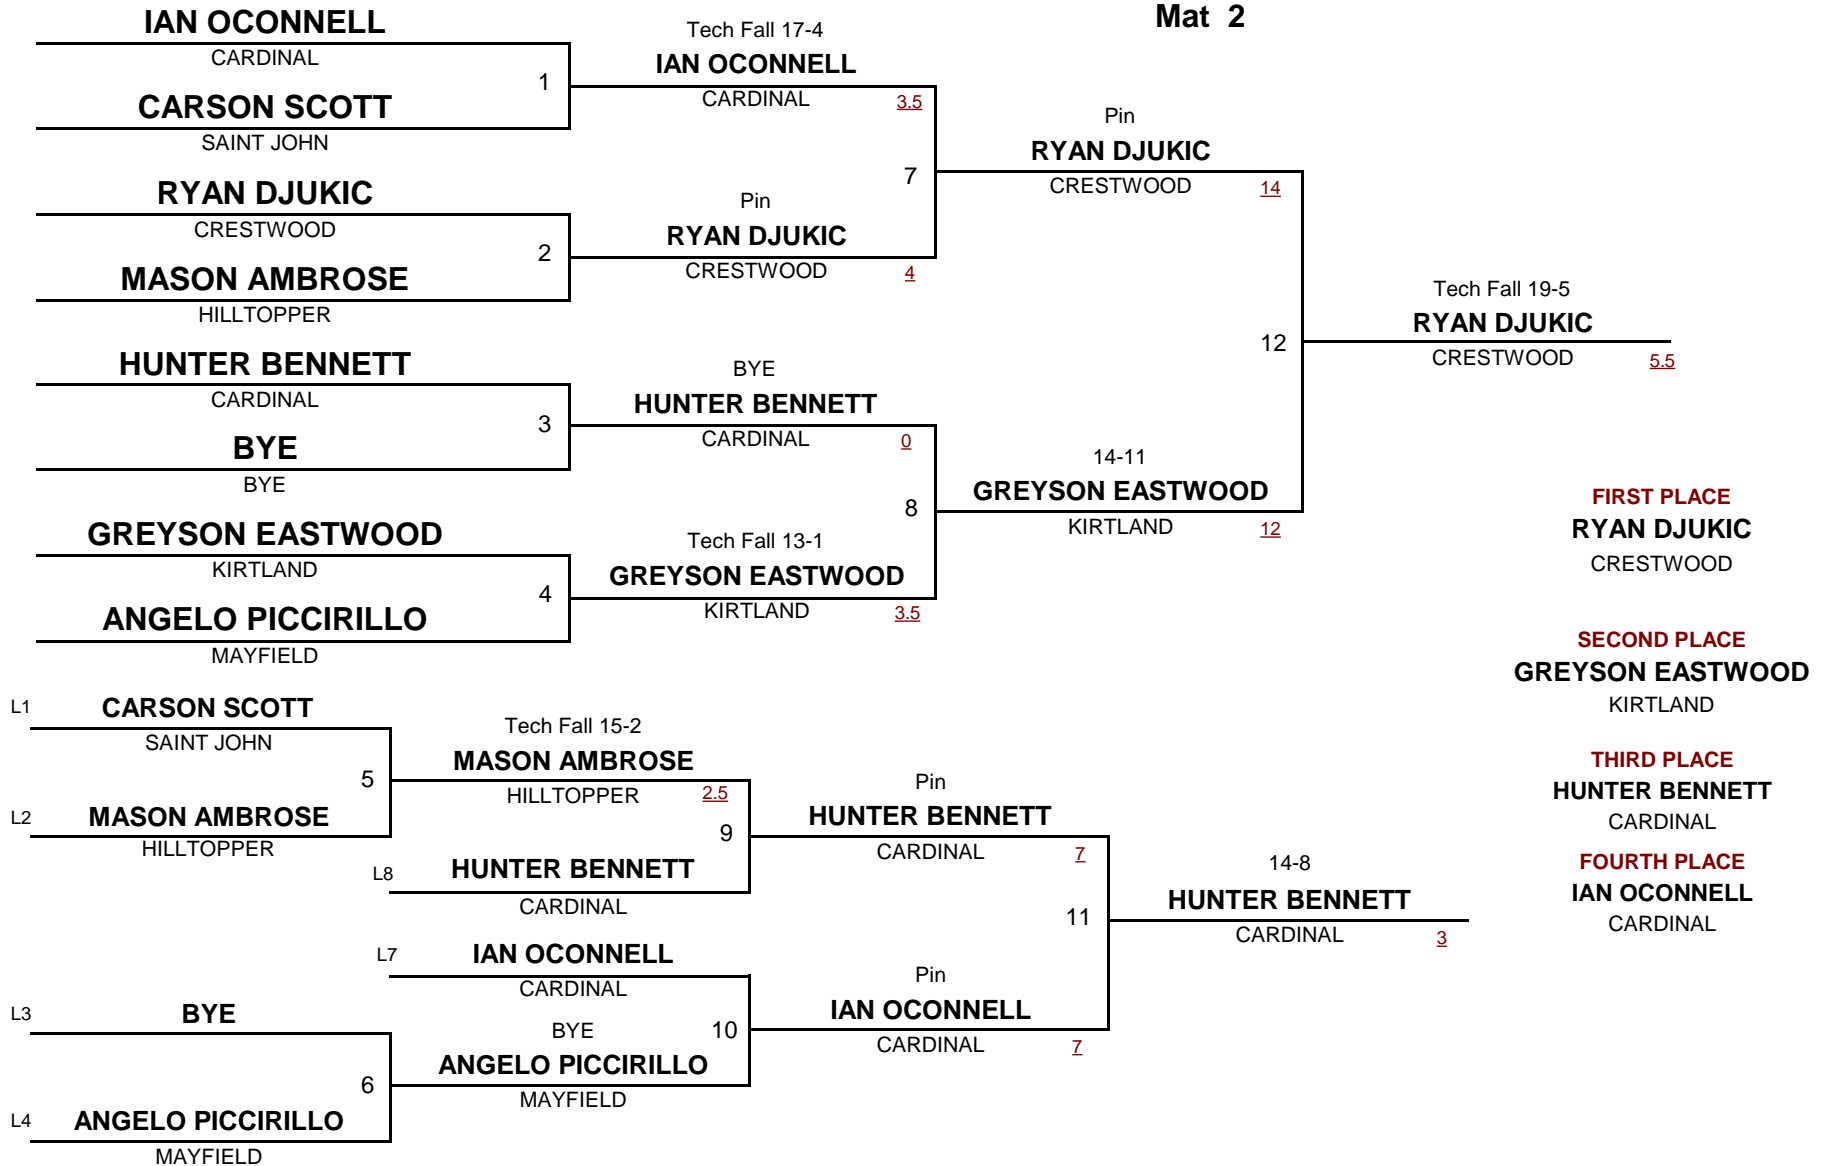 Mat 2
IAN OCONNELL
CARDINAL
1
CARSON SCOTT
SAINT JOHN
RYAN DJUKIC
CRESTWOOD
2
MASON AMBROSE
HILLTOPPER
HUNTER BENNETT
CARDINAL
3
BYE
BYE
GREYSON EASTWOOD
KIRTLAND
4
ANGELO PICCIRILLO
MAYFIELD
Tech Fall 17-4
IAN OCONNELL
CARDINAL 3.5
7
Pin
RYAN DJUKIC
CRESTWOOD 4
BYE
HUNTER BENNETT
CARDINAL 0
8
Tech Fall 13-1
GREYSON EASTWOOD
KIRTLAND 3.5
Pin
RYAN DJUKIC
CRESTWOOD 14
12
14-11
GREYSON EASTWOOD
KIRTLAND 12
Tech Fall 19-5
RYAN DJUKIC
CRESTWOOD 5.5
L1 CARSON SCOTT
SAINT JOHN
5
L2 MASON AMBROSE
HILLTOPPER
L3 BYE
6
L4 ANGELO PICCIRILLO
MAYFIELD
Tech Fall 15-2
MASON AMBROSE
HILLTOPPER 2.5
9
L8 HUNTER BENNETT
CARDINAL
L7 IAN OCONNELL
CARDINAL
10
BYE
ANGELO PICCIRILLO
MAYFIELD
Pin
HUNTER BENNETT
CARDINAL 7
11
Pin
IAN OCONNELL
CARDINAL 7
14-8
HUNTER BENNETT
CARDINAL 3
FIRST PLACE
RYAN DJUKIC
CRESTWOOD
SECOND PLACE
GREYSON EASTWOOD
KIRTLAND
THIRD PLACE
HUNTER BENNETT
CARDINAL
FOURTH PLACE
IAN OCONNELL
CARDINAL